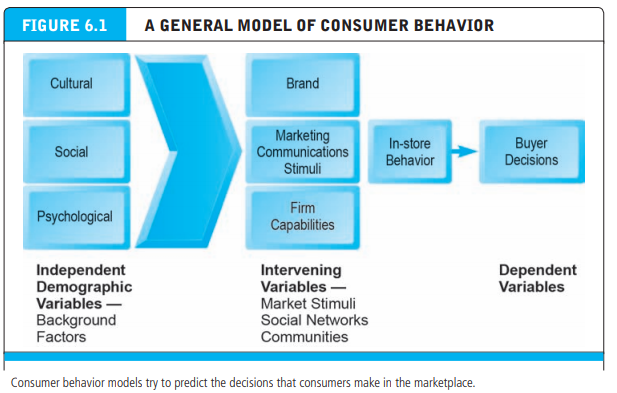 FIGURE 6.1 A GENERAL MODEL OF CONSUMER BEHAVIOR
Cultural
Social
Psychological
Independent
Demographic
Variables —
Background
Factors
Brand
Marketing
Communications
Stimuli
Firm
Capabilities
Intervening
Variables —
Market Stimuli
Social Networks
Communities
In-store
Behavior
Buyer
Decisions
Dependent
Variables
Consumer behavior models try to predict the decisions that consumers make in the marketplace.